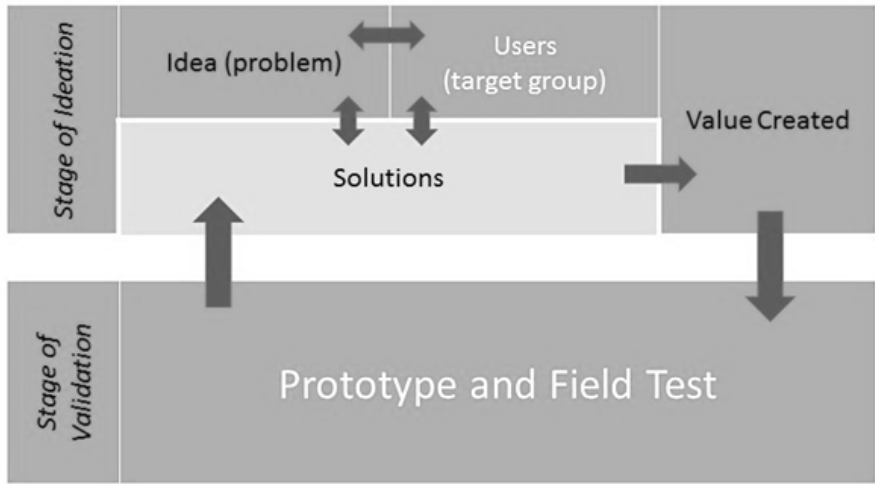 Stage of Ideation
Idea (problem)
Users
(target group)
Value Created
Solutions
Stage of
Validation
Prototype and Field Test